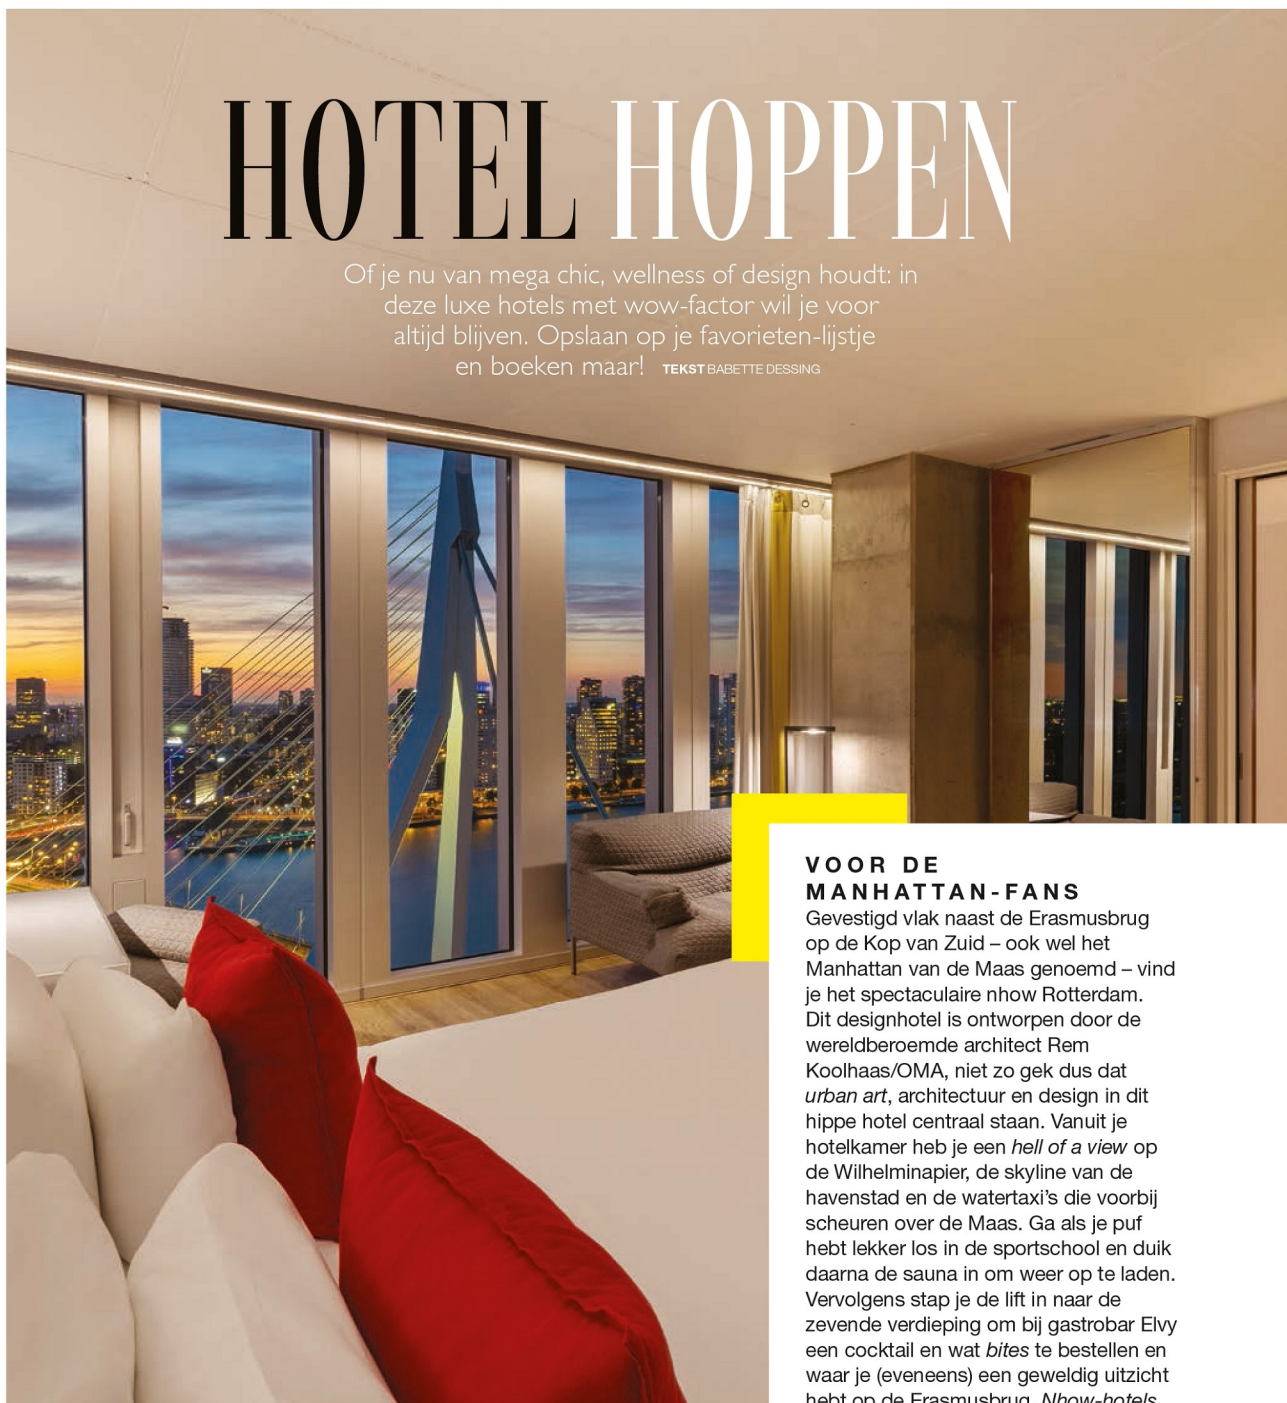 HOTEL HOPPEN
Of je nu van mega chic, wellness of design houdt: in
deze luxe hotels met wow-factor wil je voor
altijd blijven. Opslaan op je favorieten-lijstje
en boeken maar! TEKST BABETTE DESSING
VOOR DE
MANHATTAN-FANS
Gevestigd vlak naast de Erasmusbrug
op de Kop van Zuid – ook wel het
Manhattan van de Maas genoemd – vind
je het spectaculaire nhow Rotterdam.
Dit designhotel is ontworpen door de
wereldberoemde architect Rem
Koolhaas/OMA, niet zo gek dus dat
urban art, architectuur en design in dit
hippe hotel centraal staan. Vanuit je
hotelkamer heb je een hell of a view op
de Wilhelminapier, de skyline van de
havenstad en de watertaxi’s die voorbij
scheuren over de Maas. Ga als je puf
hebt lekker los in de sportschool en duik
daarna de sauna in om weer op te laden.
Vervolgens stap je de lift in naar de
zevende verdieping om bij gastrobar Elvy
een cocktail en wat bites te bestellen en
waar je (eveneens) een geweldig uitzicht
hebt op de Erasmusbrug. Nhow-hotels